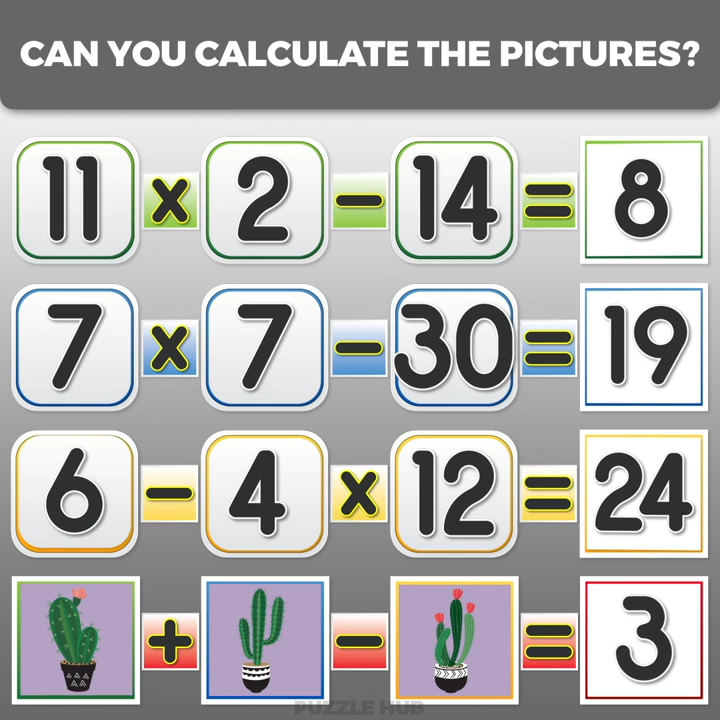 CAN YOU CALCULATE THE PICTURES?
11 x 2 - 14 = 8
7 x 7 - 30 = 19
6 - 4 x 12 = 24
+ - = 3
PUZZLE HUB